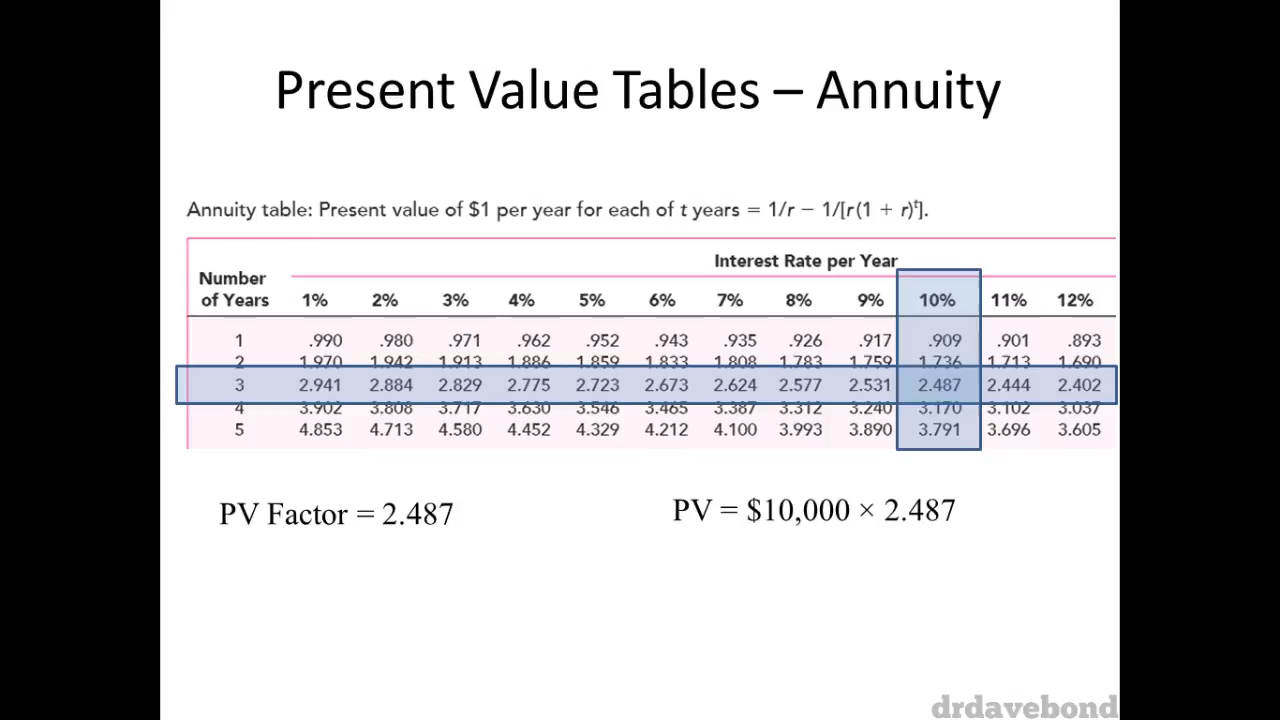 Present Value Tables – Annuity
Annuity table: Present value of $1 per year for each of t years = 1/r − 1/[r(1 + r)ᵗ].
Interest Rate per Year
Number
of Years 1% 2% 3% 4% 5% 6% 7% 8% 9% 10% 11% 12%
1 .990 .980 .971 .962 .952 .943 .935 .926 .917 .909 .901 .893
2 1.970 1.942 1.913 1.886 1.859 1.833 1.808 1.783 1.759 1.736 1.713 1.690
3 2.941 2.884 2.829 2.775 2.723 2.673 2.624 2.577 2.531 2.487 2.444 2.402
4 3.902 3.808 3.717 3.630 3.546 3.465 3.387 3.312 3.240 3.170 3.102 3.037
5 4.853 4.713 4.580 4.452 4.329 4.212 4.100 3.993 3.890 3.791 3.696 3.605
PV Factor = 2.487
PV = $10,000 × 2.487
drdavebond